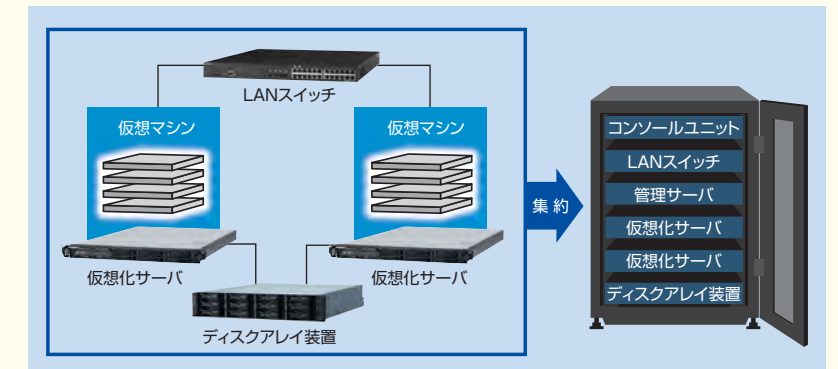 LANスイッチ
仮想マシン
仮想マシン
仮想化サーバ
仮想化サーバ
ディスクアレイ装置
集約
コンソールユニット
LANスイッチ
管理サーバ
仮想化サーバ
仮想化サーバ
ディスクアレイ装置